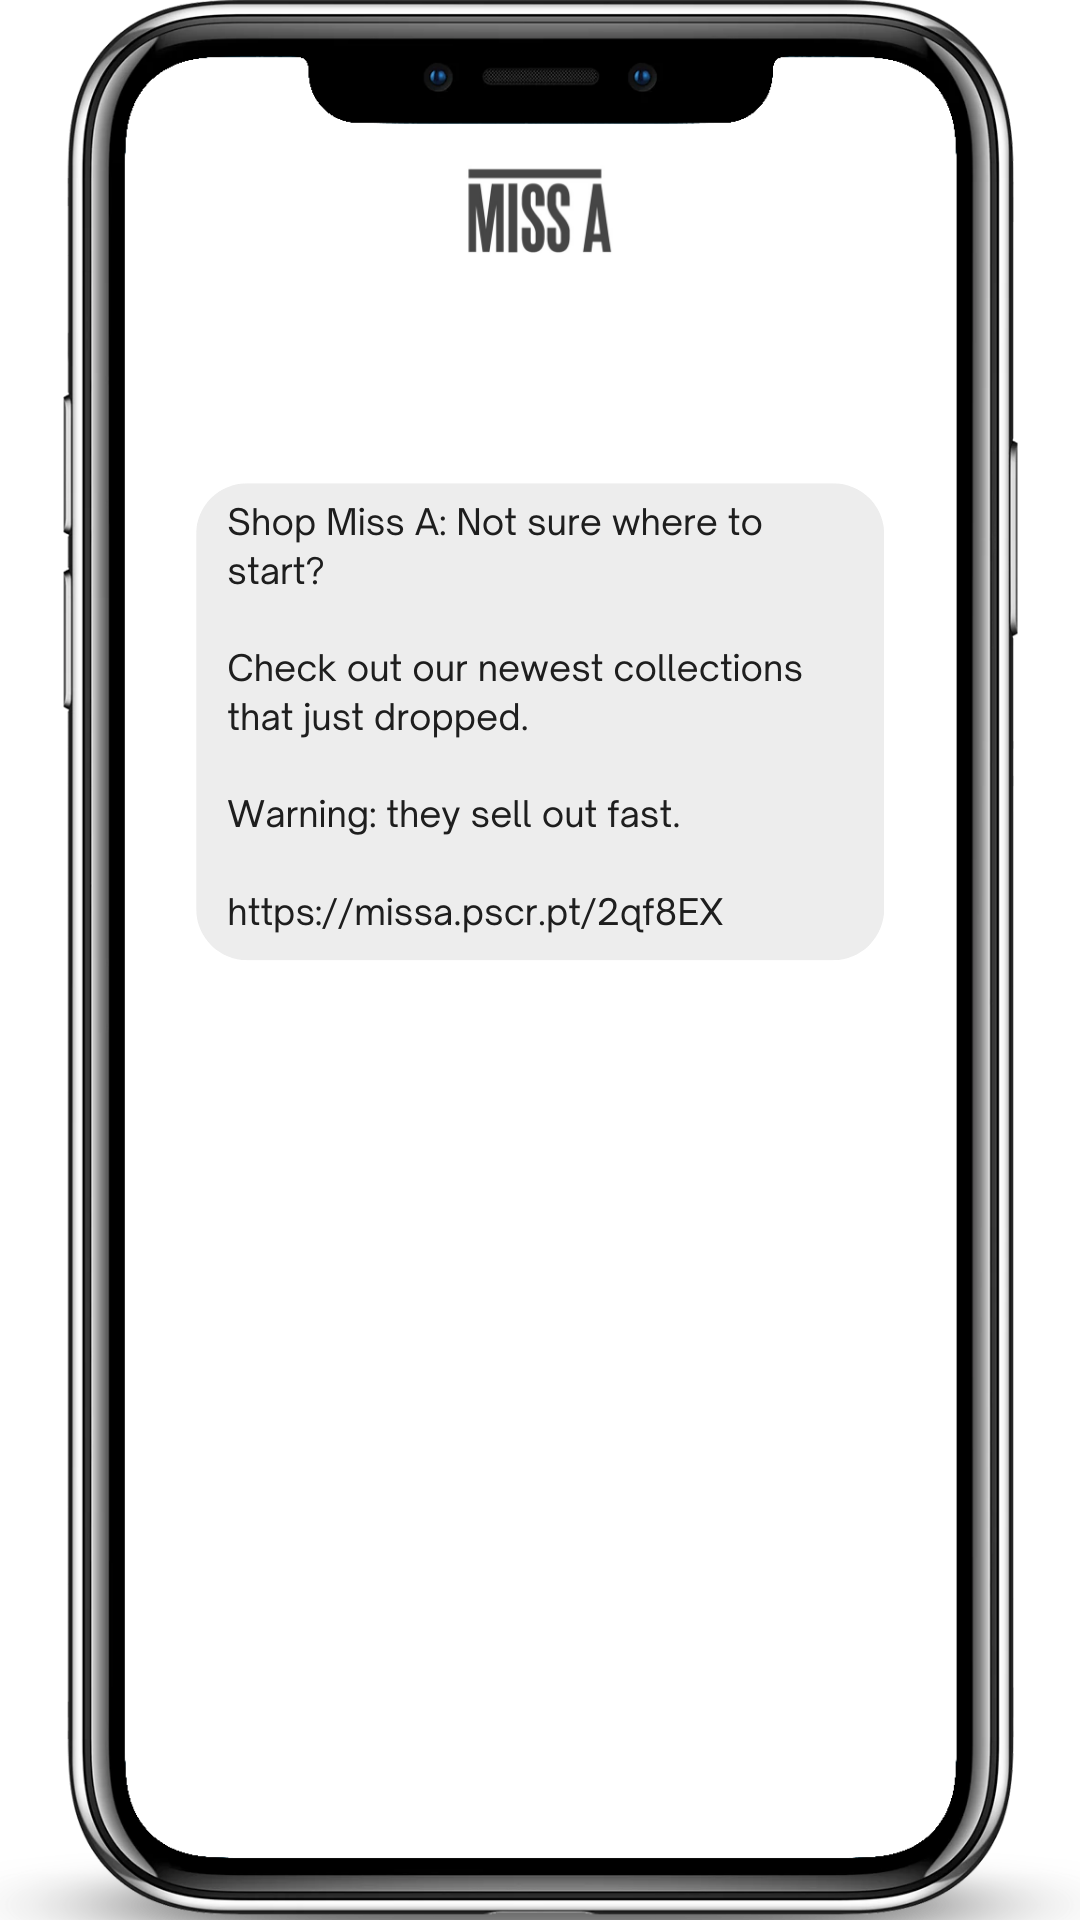 MISS A
Shop Miss A: Not sure where to
start?
Check out our newest collections
that just dropped.
Warning: they sell out fast.
https://missa.pscr.pt/2qf8EX